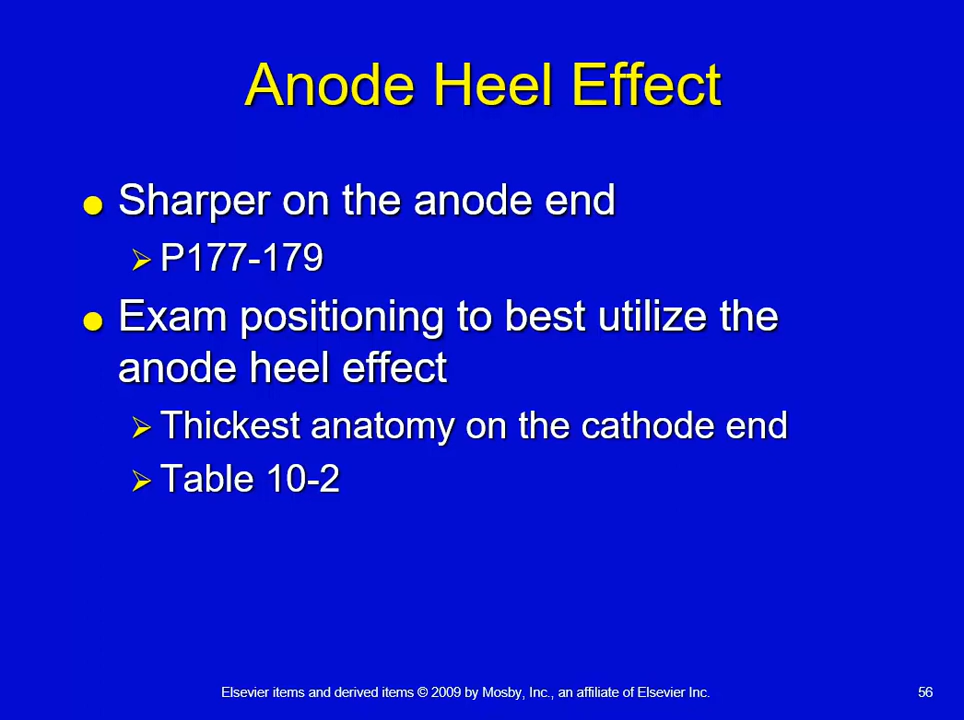 Anode Heel Effect
Sharper on the anode end
P177-179
Exam positioning to best utilize the
anode heel effect
Thickest anatomy on the cathode end
Table 10-2
Elsevier items and derived items © 2009 by Mosby, Inc., an affiliate of Elsevier Inc.
56